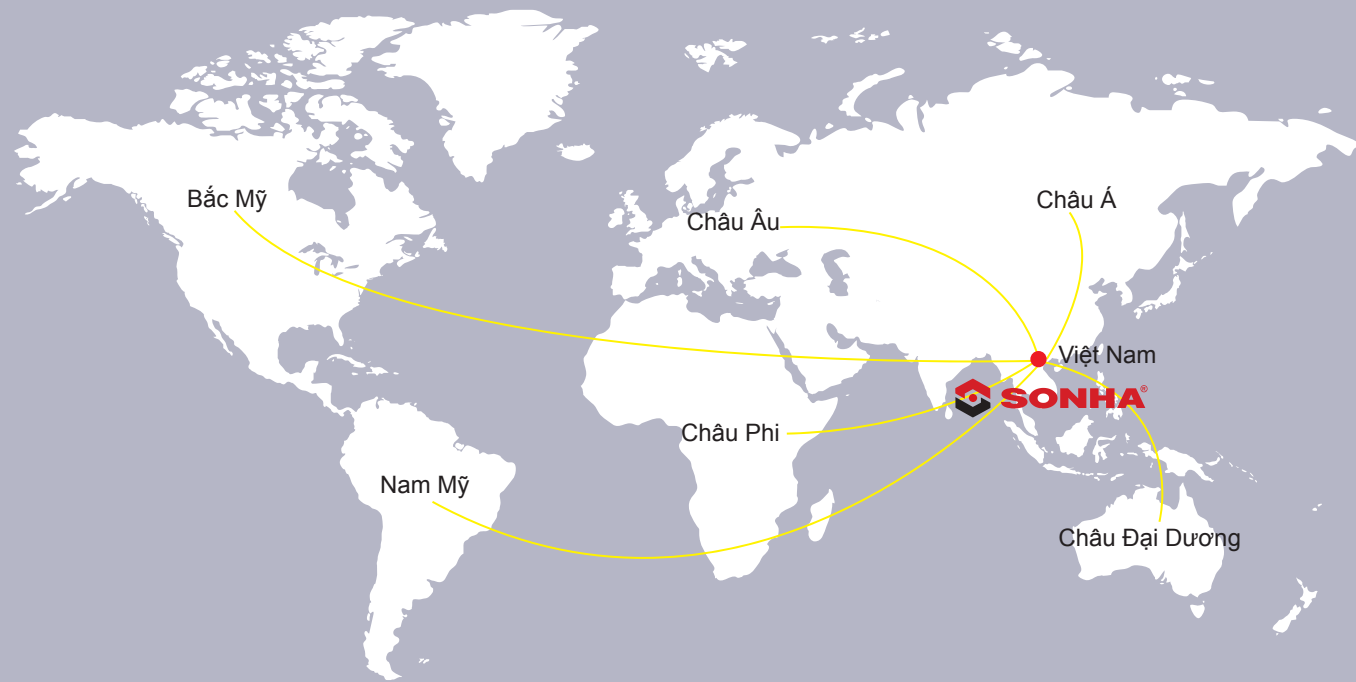 Bắc Mỹ
Châu Âu
Châu Á
Việt Nam
SONHA®
Châu Phi
Nam Mỹ
Châu Đại Dương